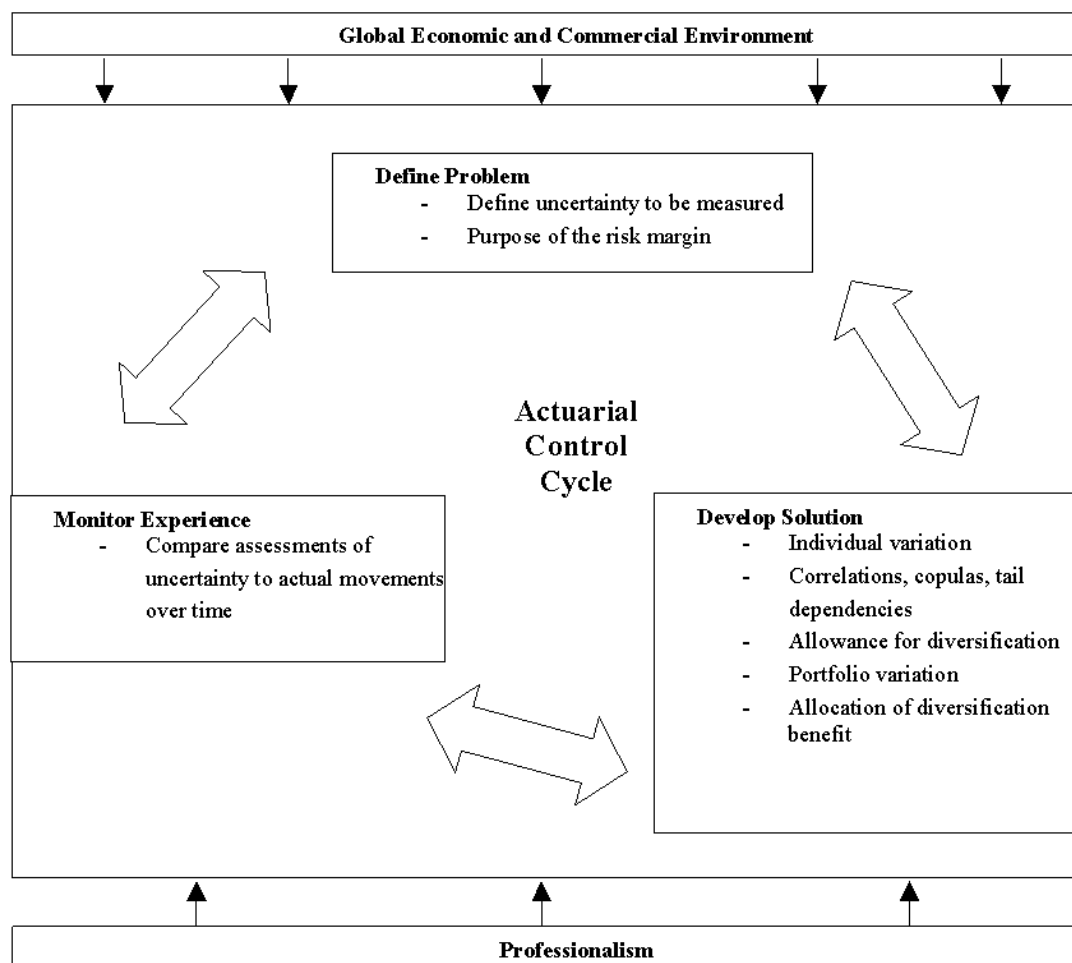 Global Economic and Commercial Environment
Define Problem
- Define uncertainty to be measured
- Purpose of the risk margin
Actuarial
Control
Cycle
Monitor Experience
- Compare assessments of
uncertainty to actual movements
over time
Develop Solution
- Individual variation
- Correlations, copulas, tail
dependencies
- Allowance for diversification
- Portfolio variation
- Allocation of diversification
benefit
Professionalism